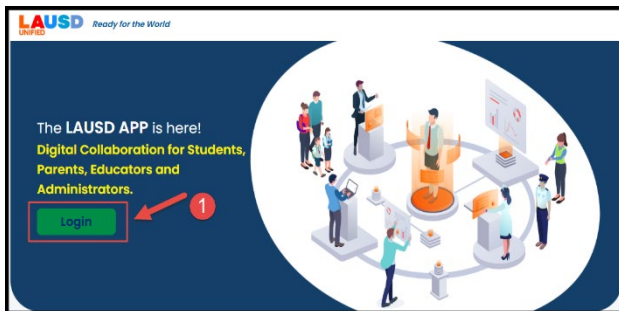 LAUSD
UNIFIED
Ready for the World
The LAUSD APP is here!
Digital Collaboration for Students,
Parents, Educators and
Administrators.
Login
1